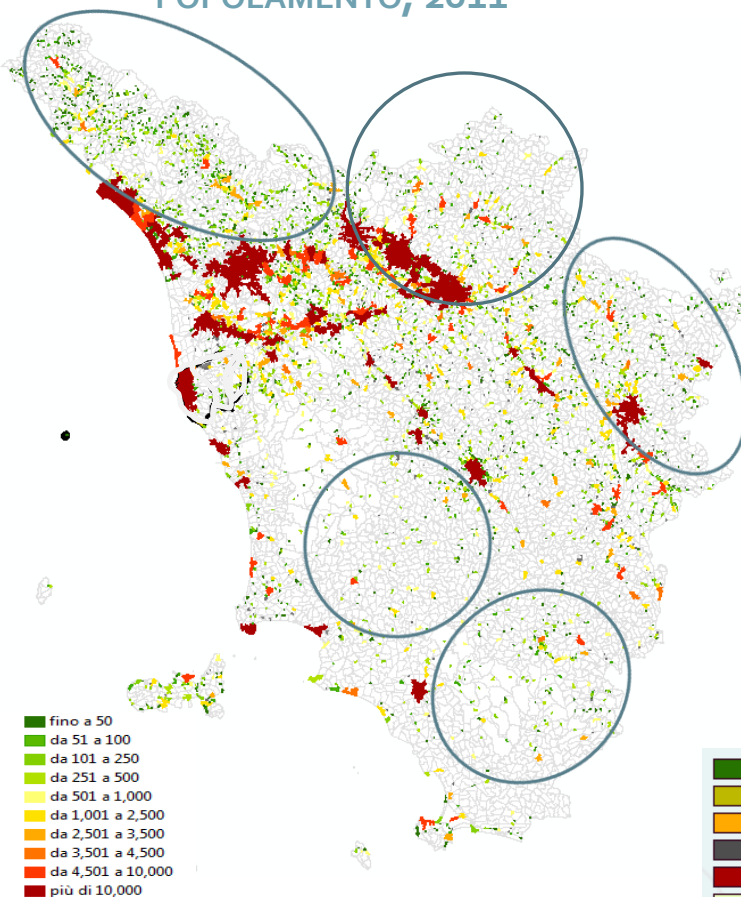 POPOLAMENTO, 2011
fino a 50
da 51 a 100
da 101 a 250
da 251 a 500
da 501 a 1,000
da 1,001 a 2,500
da 2,501 a 3,500
da 3,501 a 4,500
da 4,501 a 10,000
più di 10,000